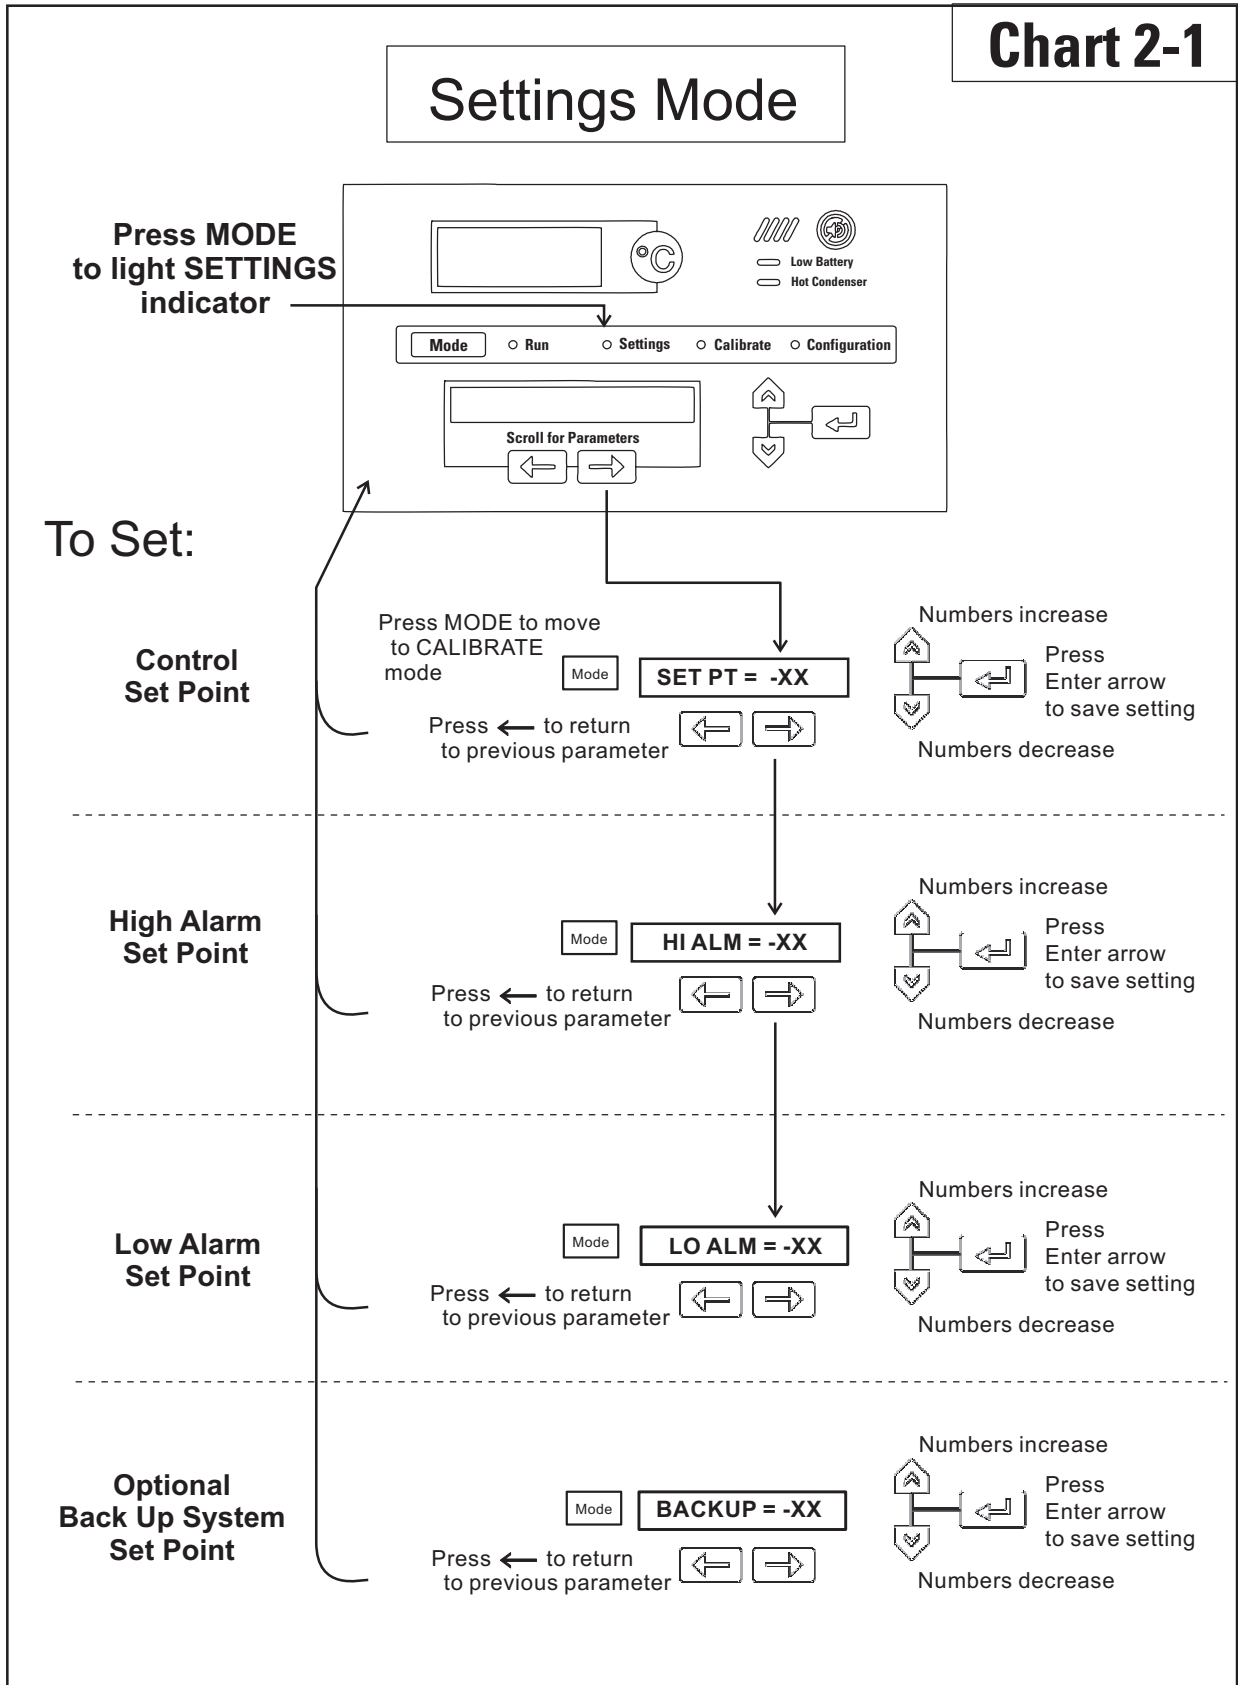 Chart 2-1
Settings Mode
Press MODE
to light SETTINGS
indicator
°C
Low Battery
Hot Condenser
Mode Run Settings Calibrate Configuration
Scroll for Parameters
To Set:
Control
Set Point
Press MODE to move
to CALIBRATE
mode
Mode
SET PT = -XX
Press ← to return
to previous parameter
Numbers increase
Press
Enter arrow
to save setting
Numbers decrease
High Alarm
Set Point
Mode
HI ALM = -XX
Press ← to return
to previous parameter
Numbers increase
Press
Enter arrow
to save setting
Numbers decrease
Low Alarm
Set Point
Mode
LO ALM = -XX
Press ← to return
to previous parameter
Numbers increase
Press
Enter arrow
to save setting
Numbers decrease
Optional
Back Up System
Set Point
Mode
BACKUP = -XX
Press ← to return
to previous parameter
Numbers increase
Press
Enter arrow
to save setting
Numbers decrease